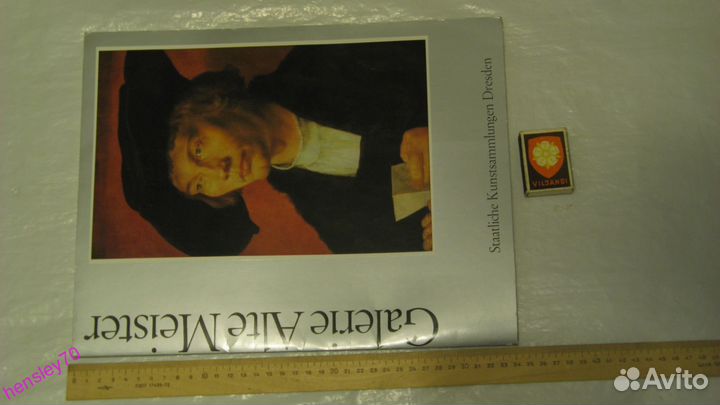 Staatliche Kunstsammlungen Dresden
Galerie Alte Meister
VILJANDI
hensley70
Avito